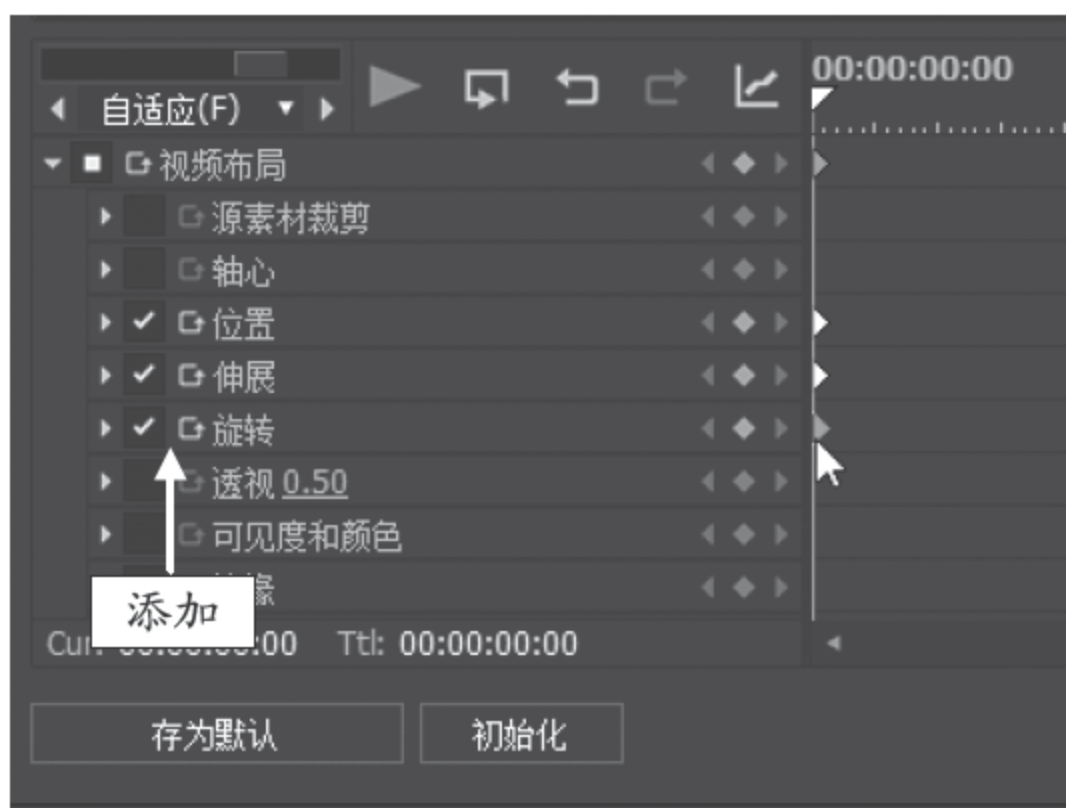 00:00:00:00
自适应(F)
视频布局
源素材裁剪
轴心
位置
伸展
旋转
透视 0.50
可见度和颜色
添加
Ttl: 00:00:00:00
存为默认
初始化